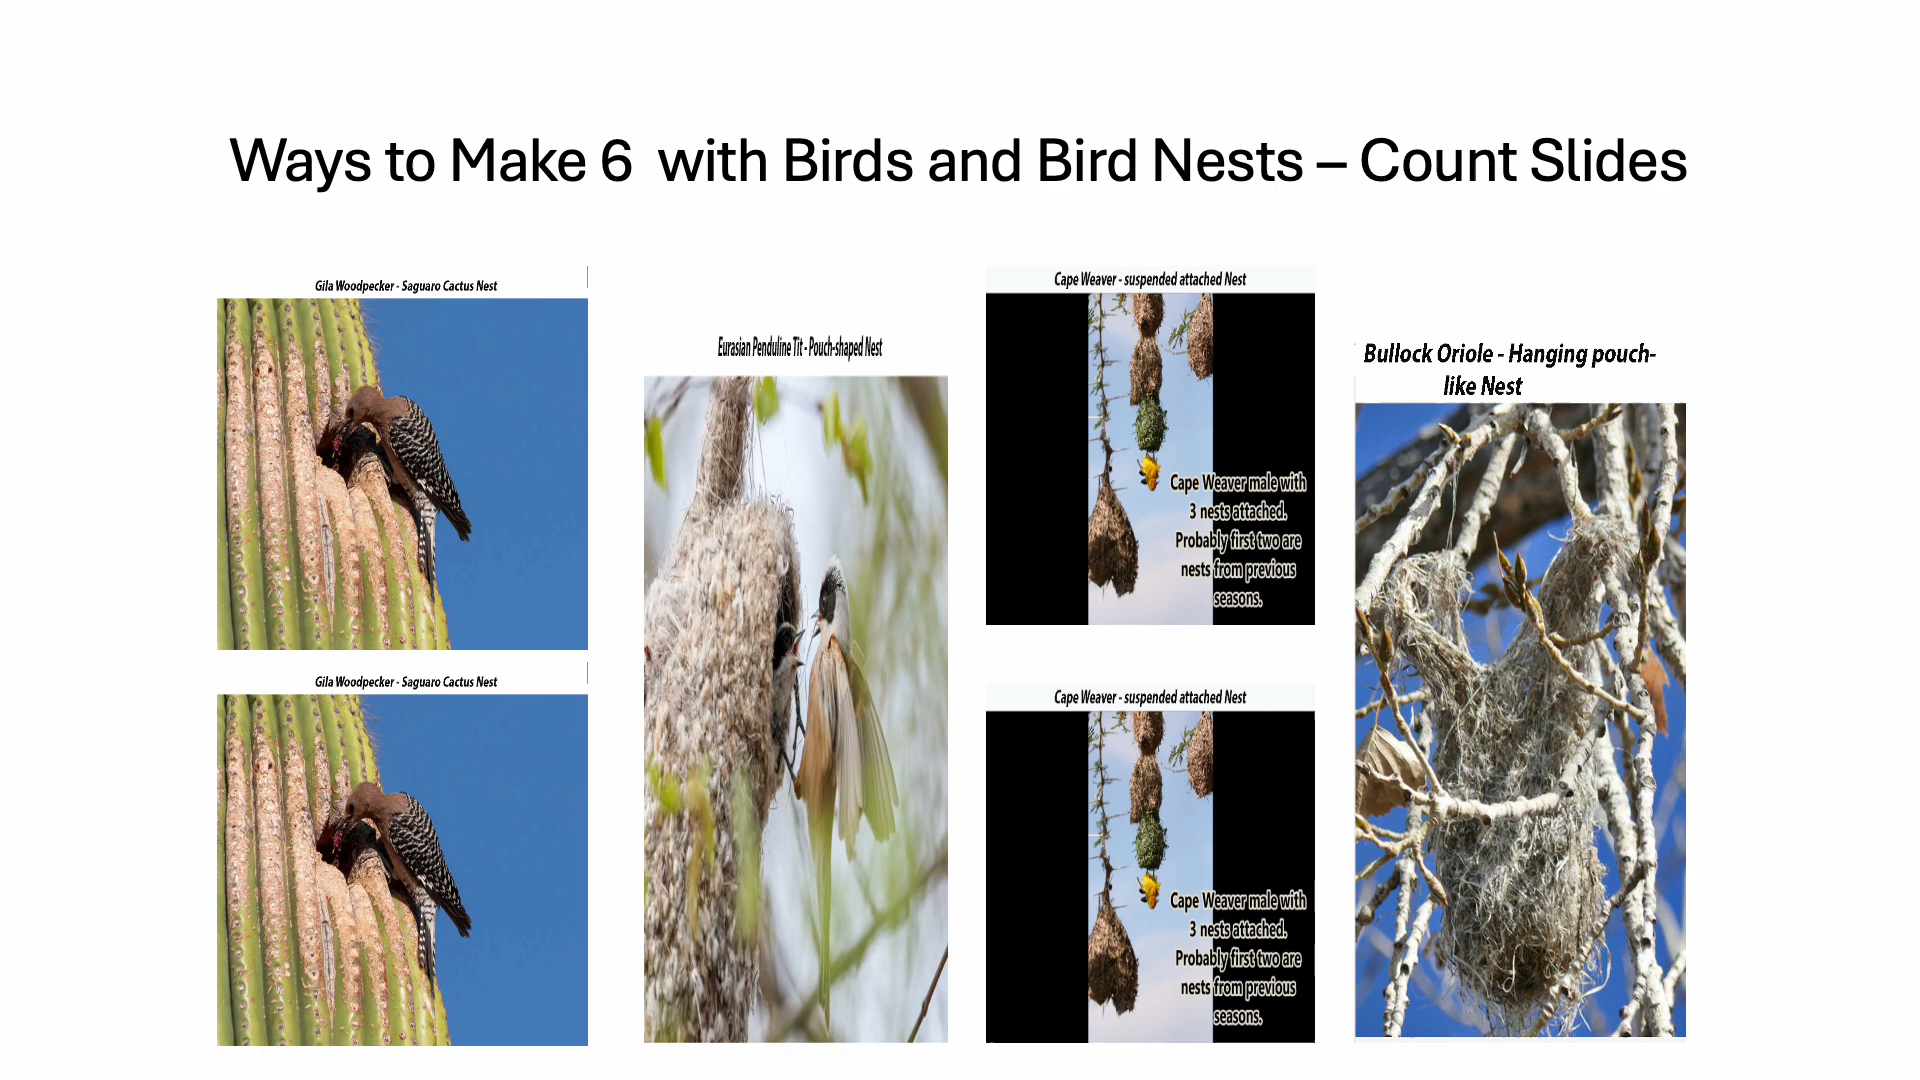 Ways to Make 6  with Birds and Bird Nests – Count Slides
Gila Woodpecker - Saguaro Cactus Nest
Gila Woodpecker - Saguaro Cactus Nest
Eurasian Penduline Tit - Pouch-shaped Nest
Cape Weaver - suspended attached Nest
Cape Weaver male with
3 nests attached.
Probably first two are
nests from previous
seasons.
Cape Weaver - suspended attached Nest
Cape Weaver male with
3 nests attached.
Probably first two are
nests from previous
seasons.
Bullock Oriole - Hanging pouch-
like Nest